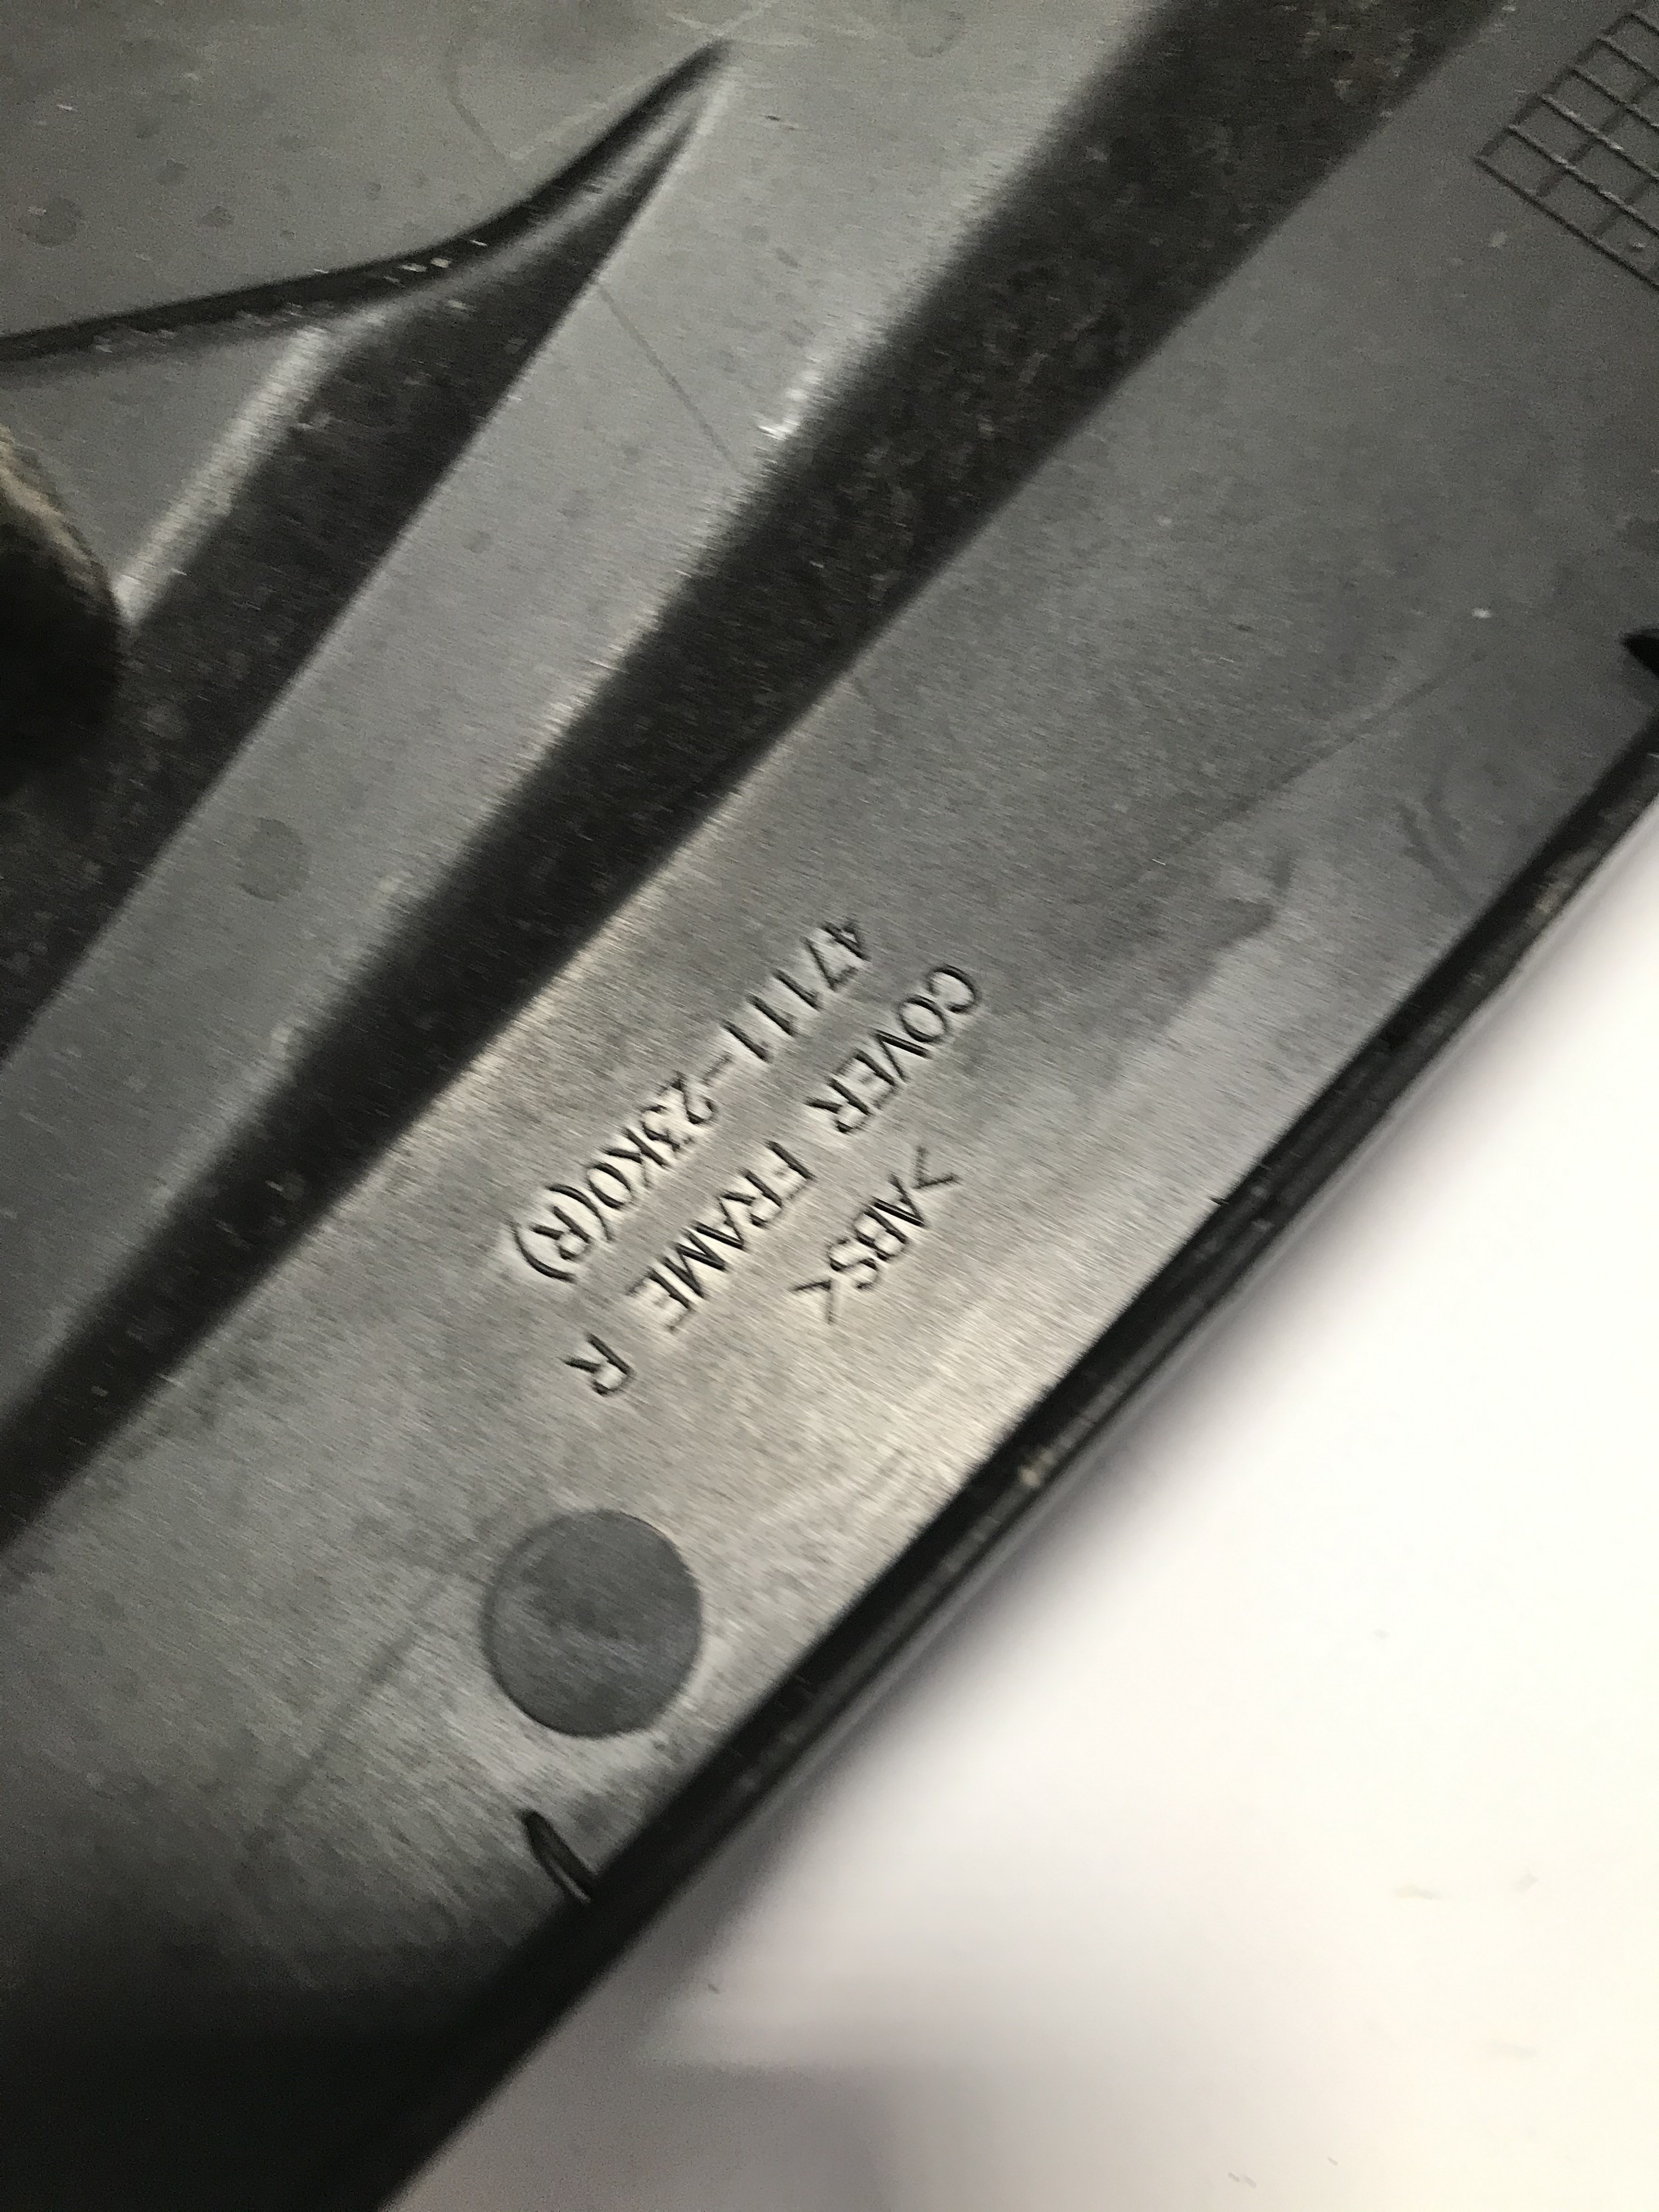 >ABS<
COVER FRAME R
47111-23K0(R)